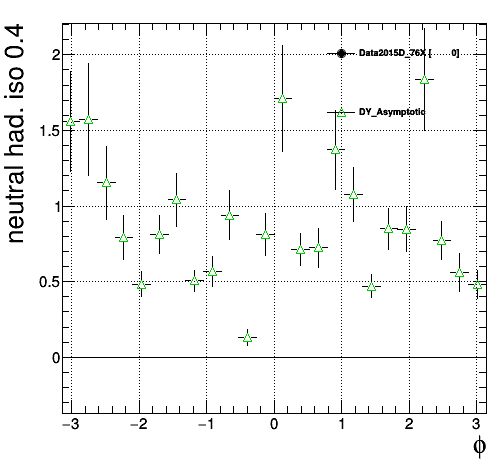 neutral had. iso 0.4
2
1.5
1
0.5
0
Data2015D_76X [ 0]
DY_Asymptotic
−3 −2 −1 0 1 2 3
ϕ